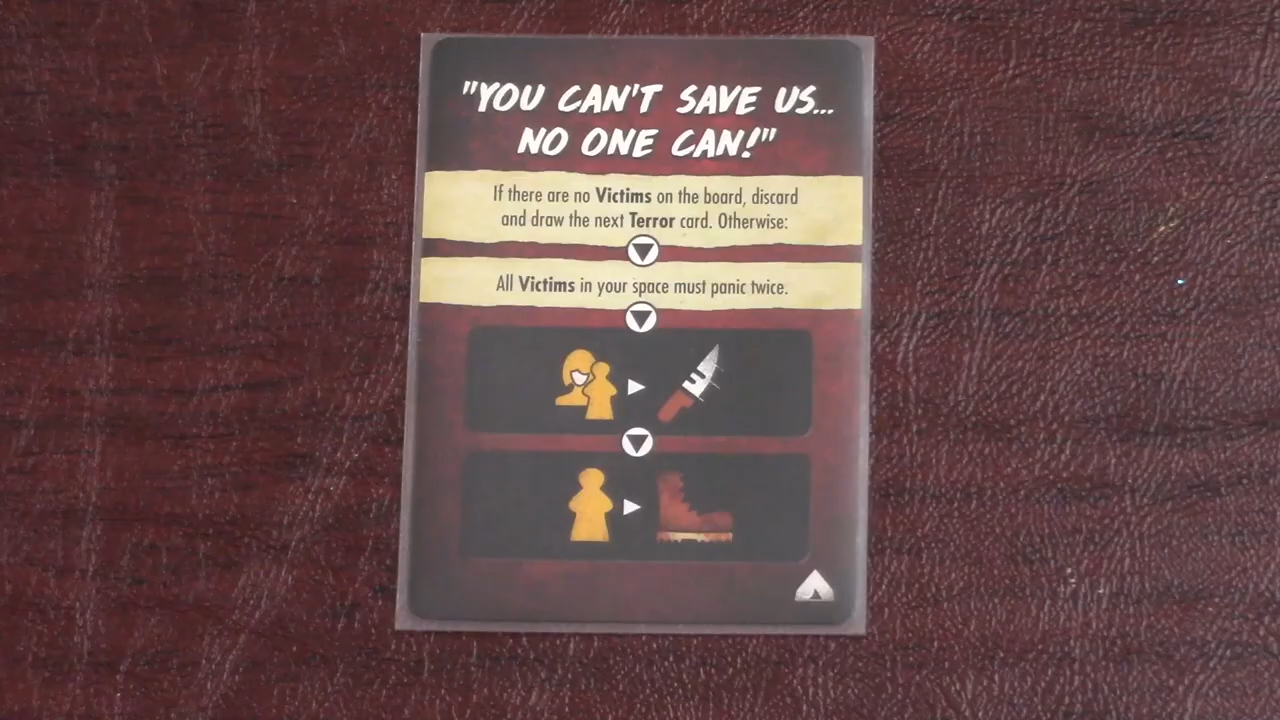 "YOU CAN'T SAVE US...
NO ONE CAN!"
If there are no Victims on the board, discard
and draw the next Terror card. Otherwise:
All Victims in your space must panic twice.